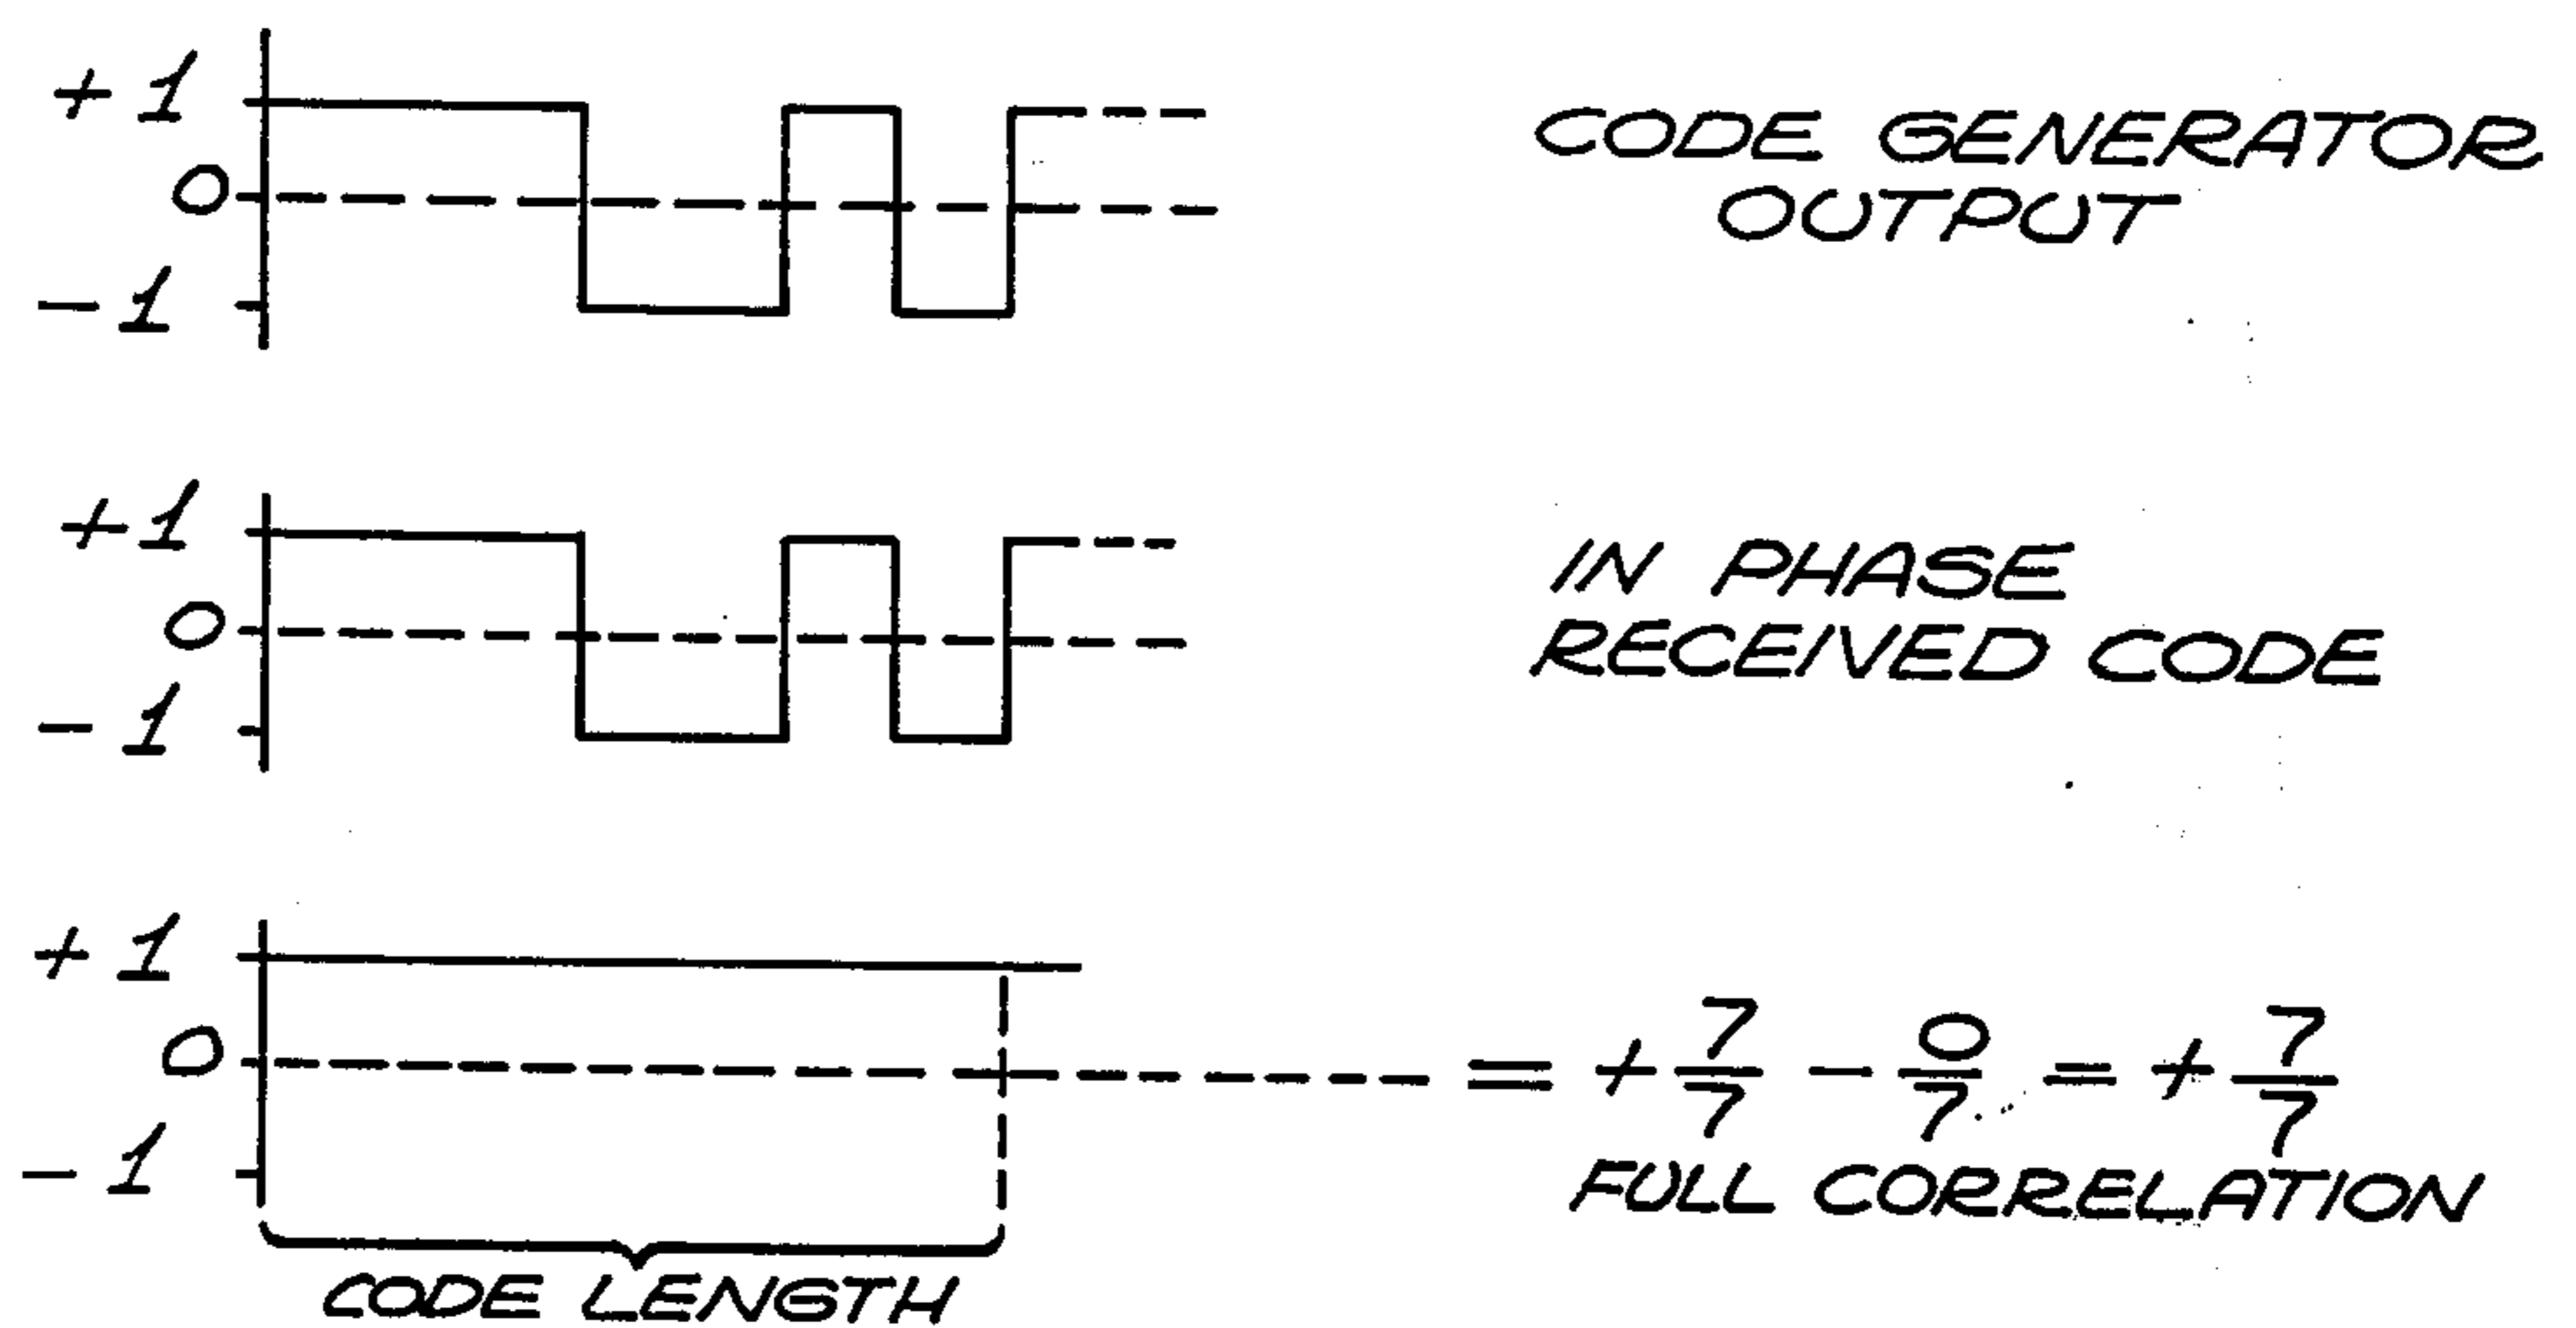 +1
0
-1
CODE GENERATOR
OUTPUT
+1
0
-1
IN PHASE
RECEIVED CODE
+1
0
-1
= + 7/7 - 0/7 = + 7/7
FULL CORRELATION
CODE LENGTH